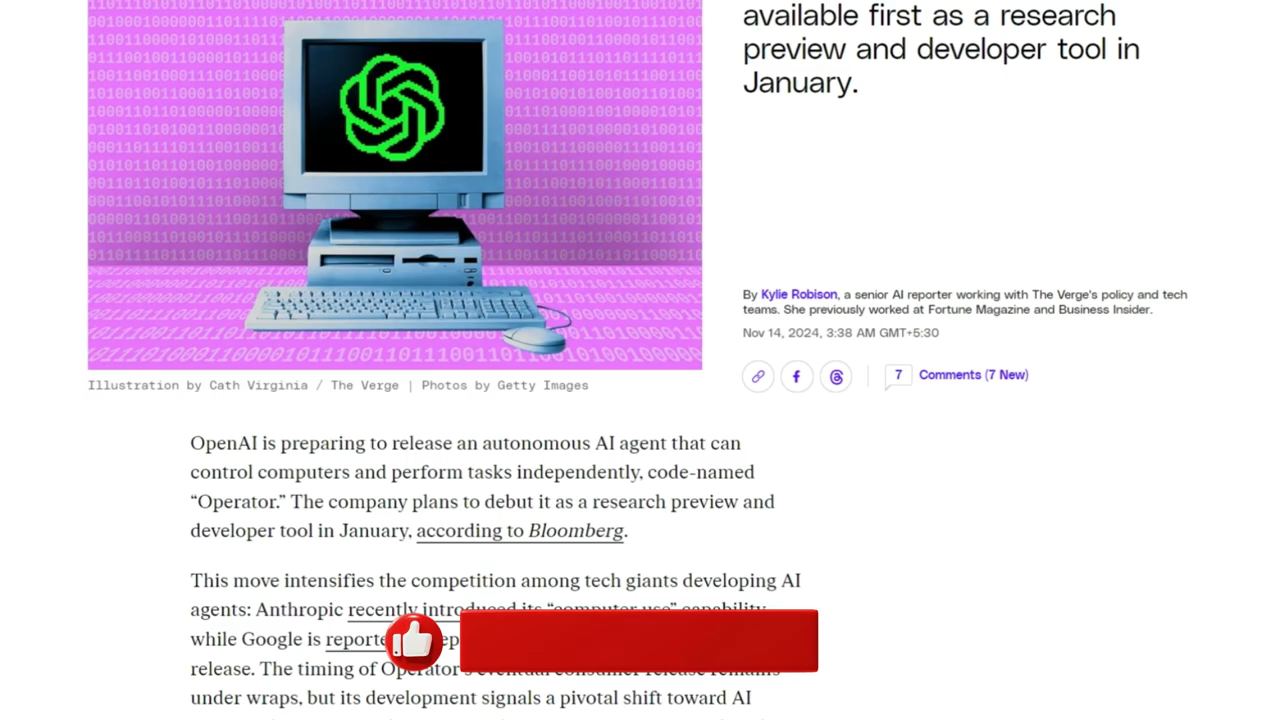 available first as a research
preview and developer tool in
January.
By Kylie Robison, a senior AI reporter working with The Verge's policy and tech
teams. She previously worked at Fortune Magazine and Business Insider.
Nov 14, 2024, 3:38 AM GMT+5:30
7 Comments (7 New)
Illustration by Cath Virginia / The Verge | Photos by Getty Images
OpenAI is preparing to release an autonomous AI agent that can
control computers and perform tasks independently, code-named
“Operator.” The company plans to debut it as a research preview and
developer tool in January, according to Bloomberg.
This move intensifies the competition among tech giants developing AI
agents: Anthropic recently introduced its “computer use” capability
while Google is
release. The timing of Operator's eventual consumer release remains
under wraps, but its development signals a pivotal shift toward AI